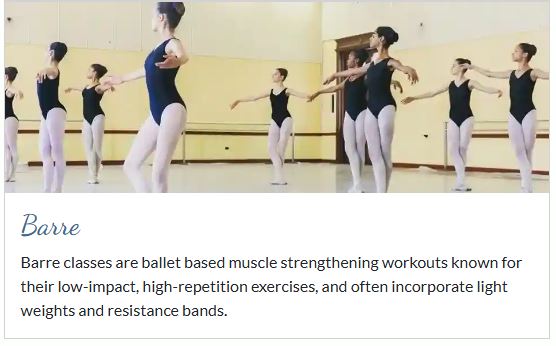 Barre
Barre classes are ballet based muscle strengthening workouts known for
their low-impact, high-repetition exercises, and often incorporate light
weights and resistance bands.